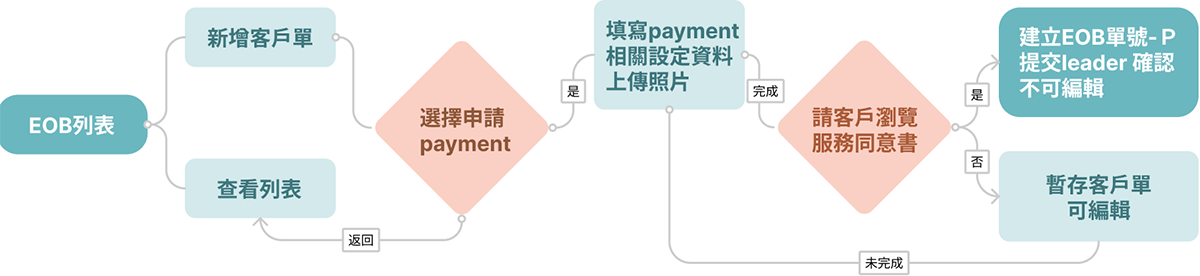 EOB列表
新增客戶單
查看列表
選擇申請
payment
返回
是
填寫payment
相關設定資料
上傳照片
完成
請客戶瀏覽
服務同意書
是
否
建立EOB單號-P
提交leader 確認
不可編輯
暫存客戶單
可編輯
未完成